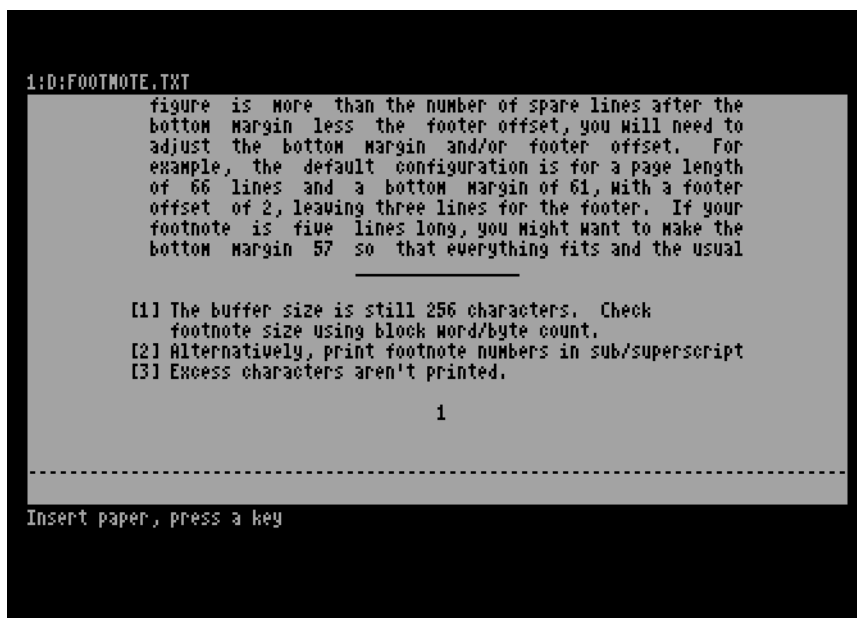 1:D:FOOTNOTE.TXT
figure is more than the number of spare lines after the
bottom margin less the footer offset, you will need to
adjust the bottom margin and/or footer offset. For
example, the default configuration is for a page length
of 66 lines and a bottom margin of 61, with a footer
offset of 2, leaving three lines for the footer. If your
footnote is five lines long, you might want to make the
bottom margin 57 so that everything fits and the usual
[1] The buffer size is still 256 characters. Check
footnote size using block word/byte count.
[2] Alternatively, print footnote numbers in sub/superscript
[3] Excess characters aren't printed.
1
Insert paper, press a key